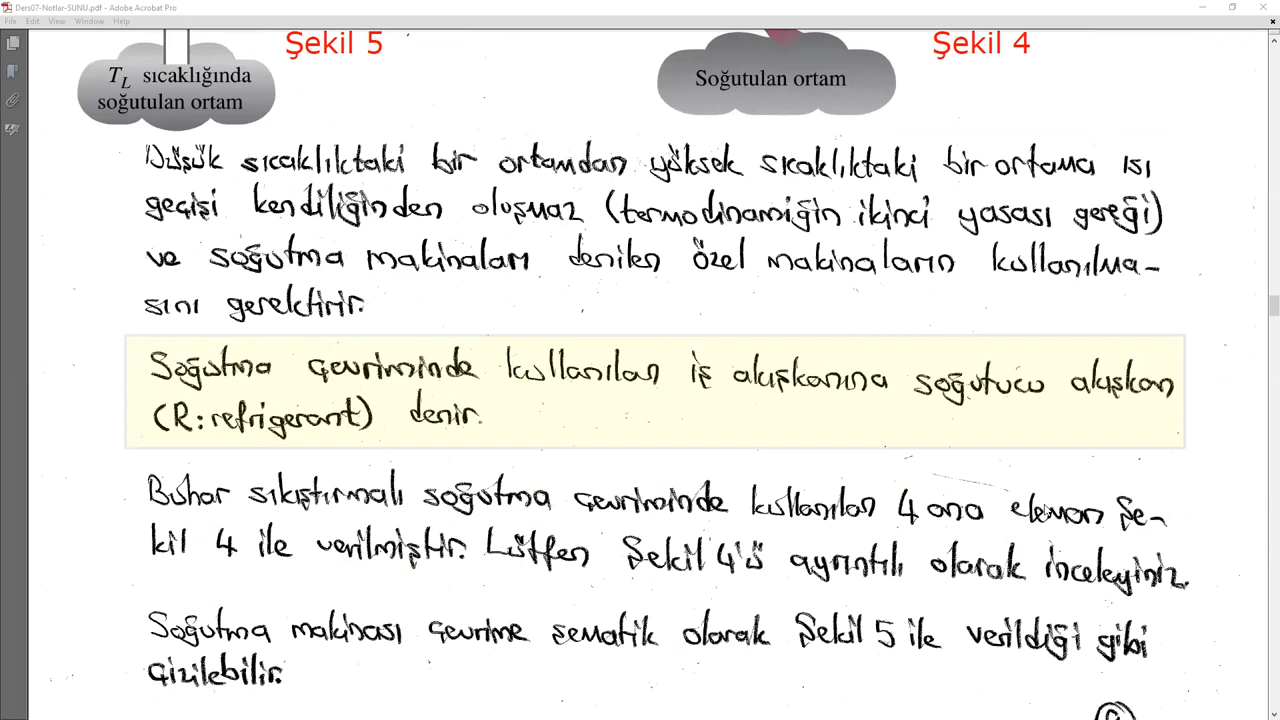 Ders07-Notlar-SUNU.pdf - Adobe Acrobat Pro
File Edit View Window Help
Şekil 5
Şekil 4
TL sıcaklığında
soğutulan ortam
Soğutulan ortam
Düşük sıcaklıktaki bir ortamdan yüksek sıcaklıktaki bir ortama ısı
geçişi kendiliğinden oluşmaz (termodinamiğin ikinci yasası gereği)
ve soğutma makinaları denilen özel makinaların kullanılma-
sını gerektirir.
Soğutma çevriminde kullanılan iş akışkanına soğutucu akışkan
(R: refrigerant) denir.
Buhar sıkıştırmalı soğutma çevriminde kullanılan 4 ana eleman Şe-
kil 4 ile verilmiştir. Lütfen Şekil 4'ü ayrıntılı olarak inceleyiniz.
Soğutma makinası çevrime şematik olarak Şekil 5 ile verildiği gibi
çizilebilir.